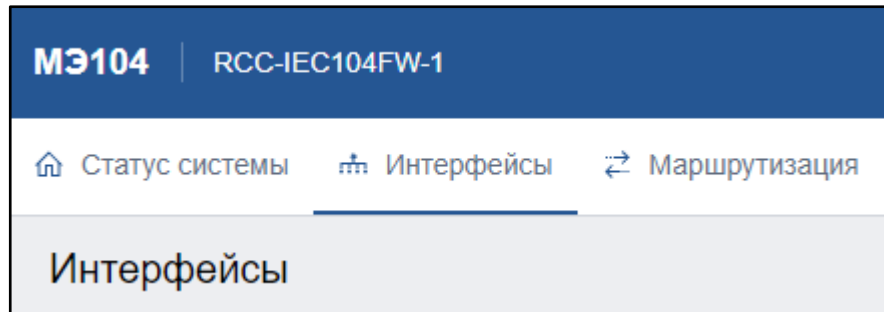 МЭ104 RCC-IEC104FW-1
Статус системы Интерфейсы Маршрутизация
Интерфейсы